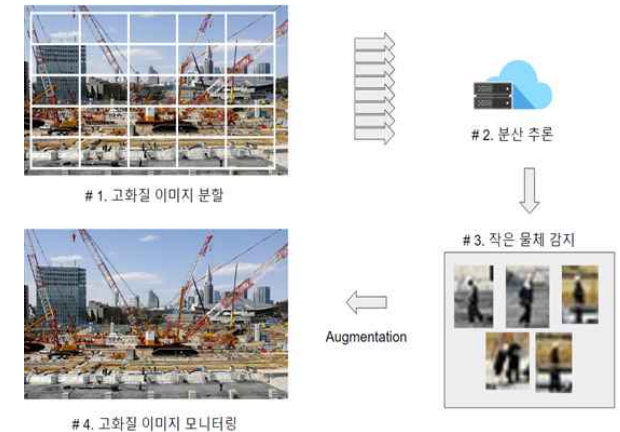 # 1. 고화질 이미지 분할
# 2. 분산 추론
# 3. 작은 물체 감지
Augmentation
# 4. 고화질 이미지 모니터링